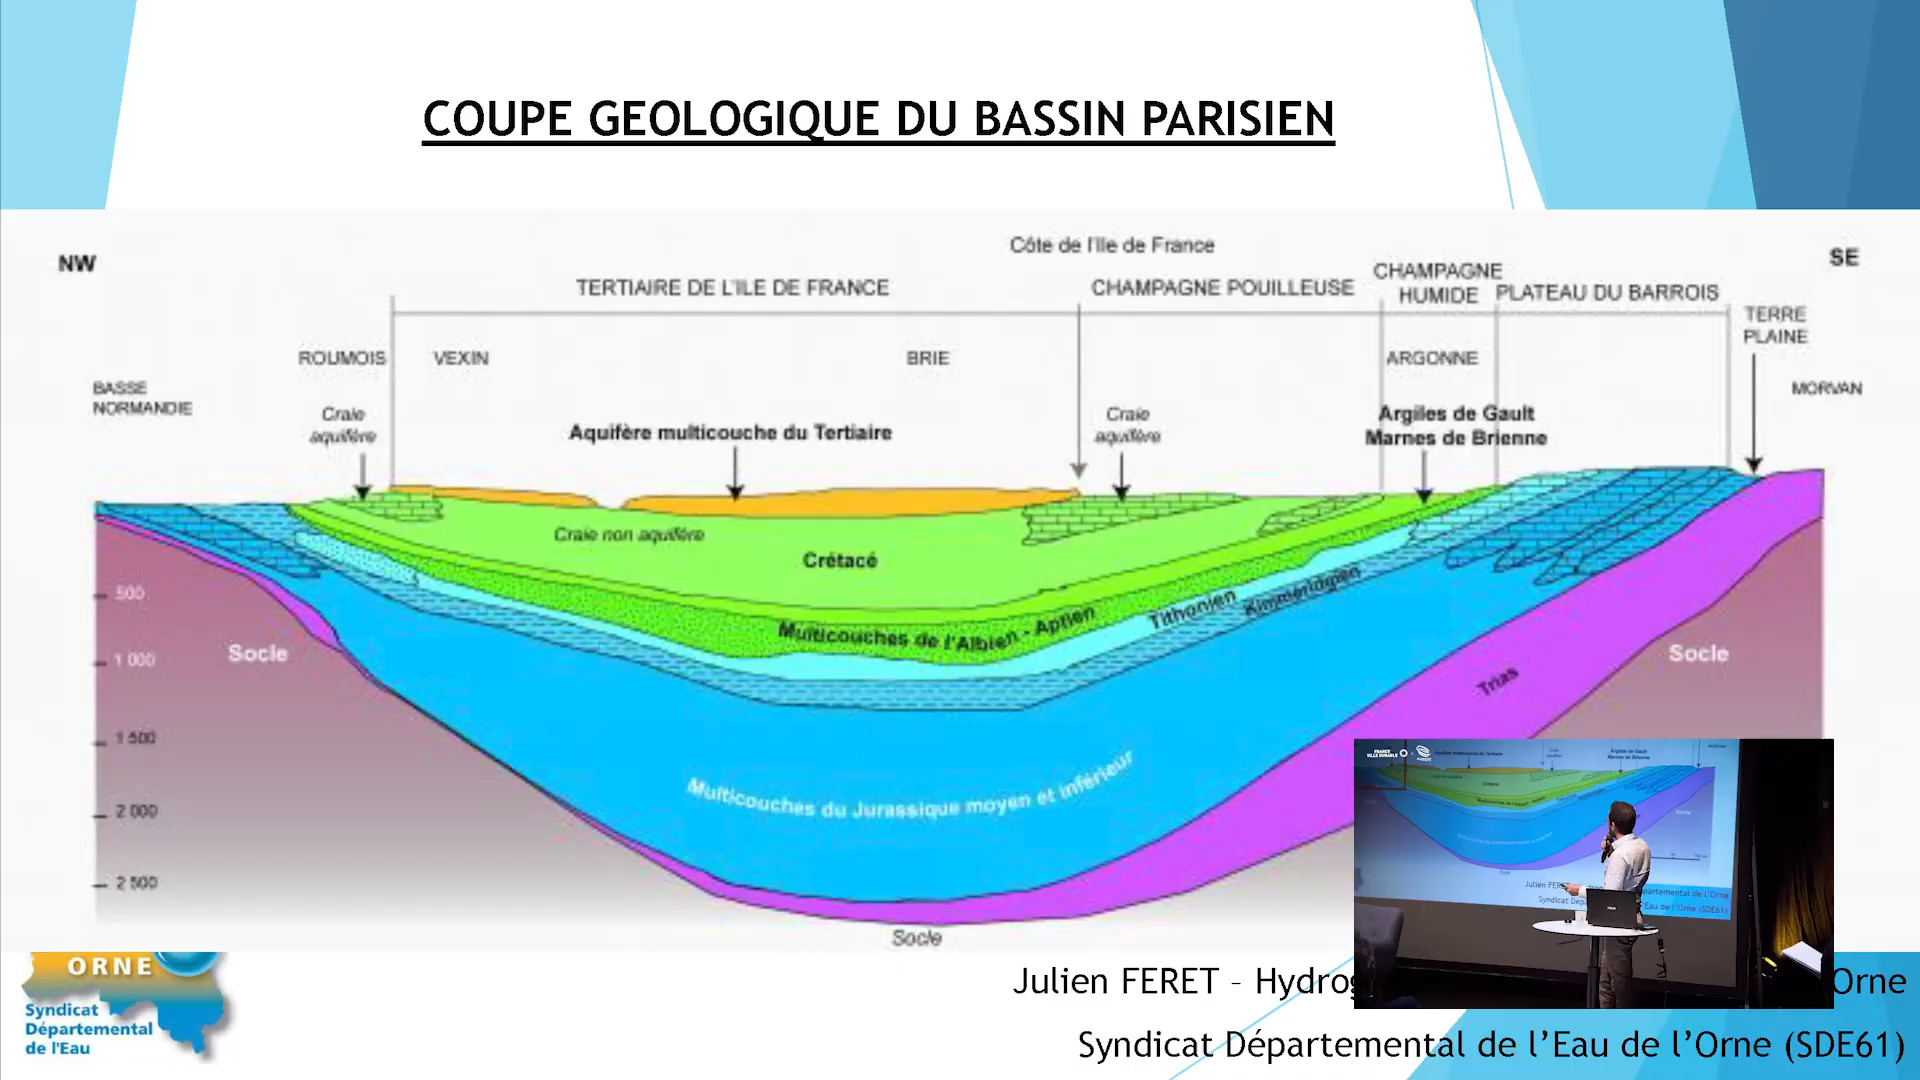 COUPE GEOLOGIQUE DU BASSIN PARISIEN
NW
Côte de l'Ile de France
SE
TERTIAIRE DE L'ILE DE FRANCE
CHAMPAGNE POUILLEUSE
CHAMPAGNE
HUMIDE
PLATEAU DU BARROIS
TERRE
PLAINE
ROUMOIS
VEXIN
BRIE
ARGONNE
MORVAN
BASSE
NORMANDIE
Craie
aquifère
Aquifère multicouche du Tertiaire
Craie
aquifère
Argiles de Gault
Marnes de Brienne
Craie non aquifère
Crétacé
Multicouches de l'Albien - Aptien
Tithonien
Kimméridgien
500
1 000
1 500
2 000
2 500
Socle
Socle
Trias
Multicouches du Jurassique moyen et inférieur
Socle
FRANCE
VILLE DURABLE
ORNE
Syndicat
Départemental
de l'Eau
Julien FERET - Hydrog
Orne
Syndicat Départemental de l'Eau de l'Orne (SDE61)